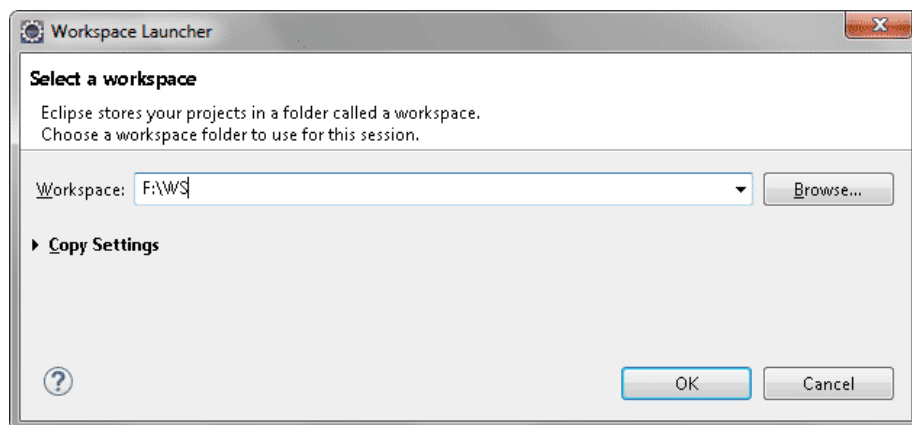 Workspace Launcher
Select a workspace
Eclipse stores your projects in a folder called a workspace.
Choose a workspace folder to use for this session.
Workspace: F:\WS Browse...
Copy Settings
? OK Cancel